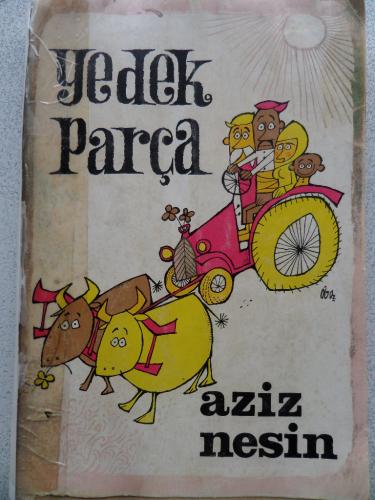 yedek
parça
aziz
nesin